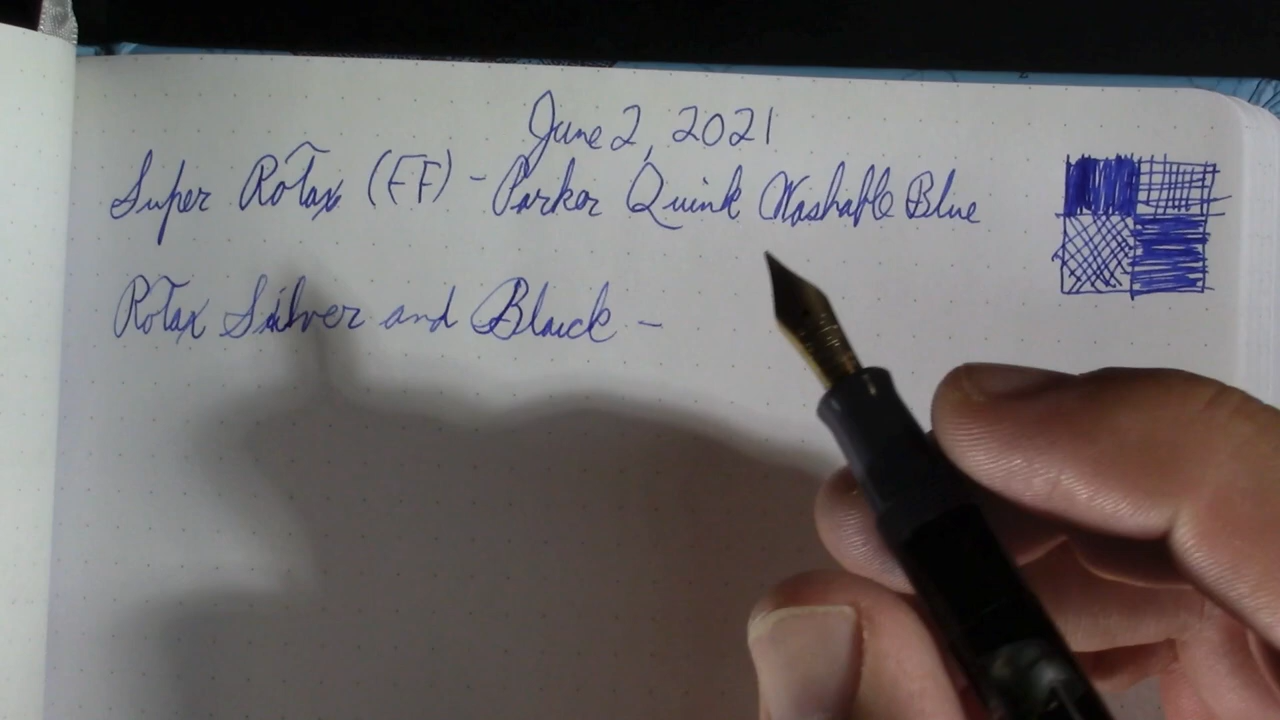 June 2, 2021
Super Rotax (EF) - Parker Quink Washable Blue
Rotax Silver and Black -